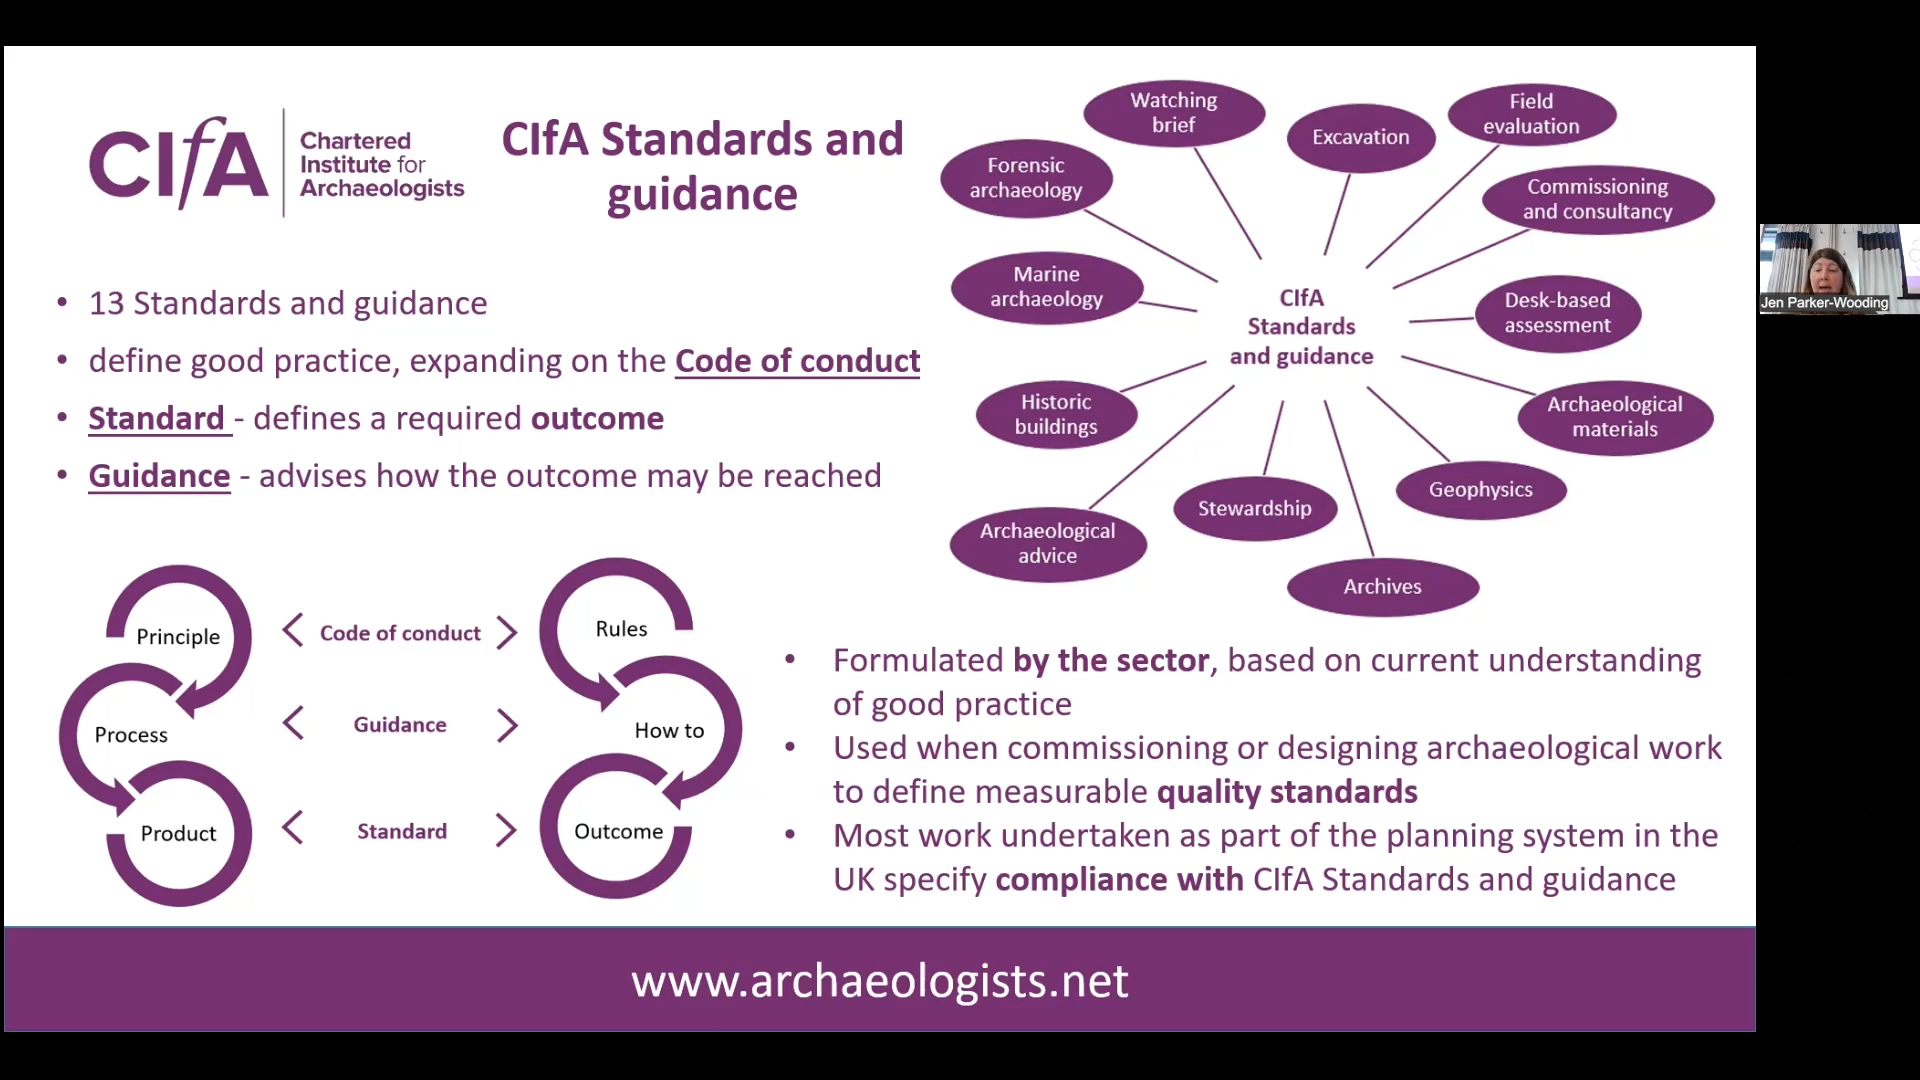 CIfA
Chartered
Institute for
Archaeologists
CIfA Standards and
guidance
• 13 Standards and guidance
• define good practice, expanding on the Code of conduct
• Standard - defines a required outcome
• Guidance - advises how the outcome may be reached
Watching
brief
Excavation
Field
evaluation
Commissioning
and consultancy
Desk-based
assessment
Archaeological
materials
Geophysics
Archives
Stewardship
Archaeological
advice
Historic
buildings
Marine
archaeology
Forensic
archaeology
CIfA
Standards
and guidance
Principle
Process
Product
Code of conduct
Guidance
Standard
Rules
How to
Outcome
• Formulated by the sector, based on current understanding
of good practice
• Used when commissioning or designing archaeological work
to define measurable quality standards
• Most work undertaken as part of the planning system in the
UK specify compliance with CIfA Standards and guidance
www.archaeologists.net
Jen Parker-Wooding